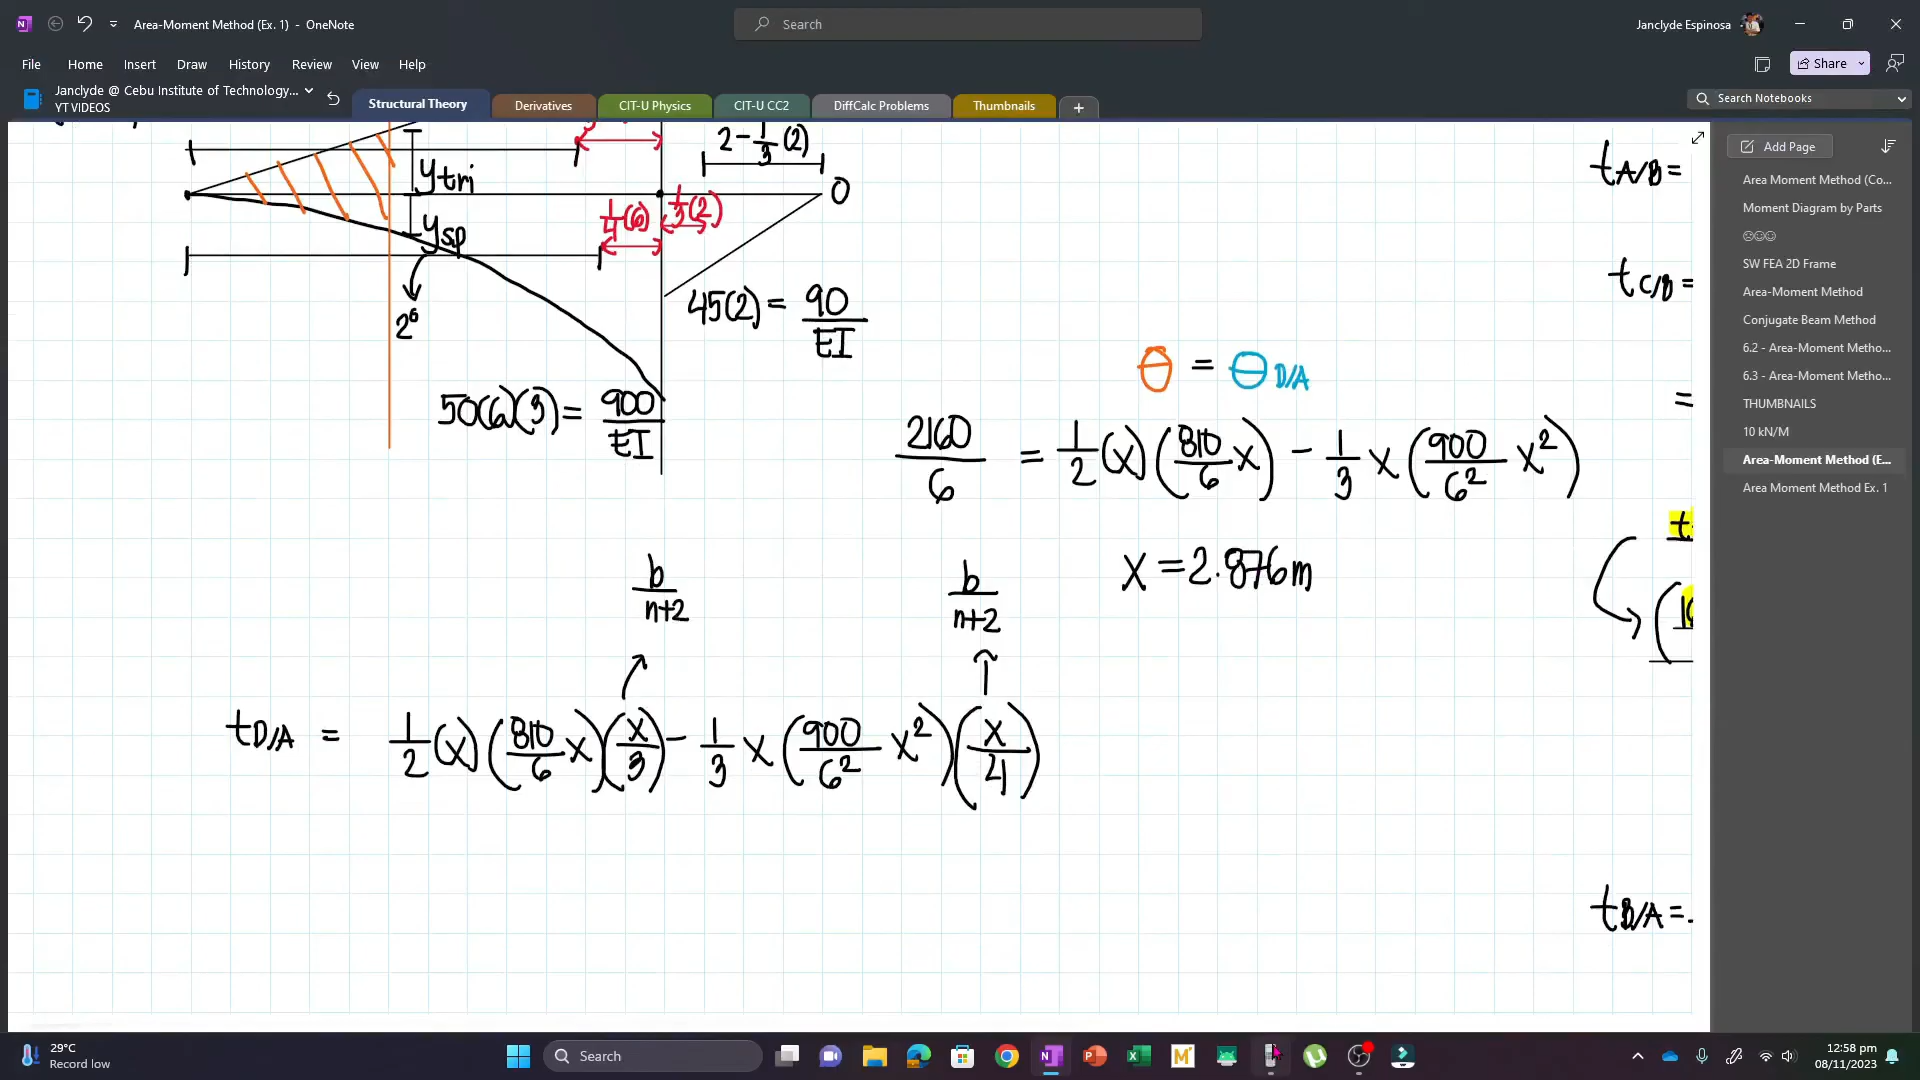 Area-Moment Method (Ex. 1) - OneNote
Search
Janclyde Espinosa
File Home Insert Draw History Review View Help
Share
Janclyde @ Cebu Institute of Technology...
YT VIDEOS
Structural Theory
Derivatives
CIT-U Physics
CIT-U CC2
DiffCalc Problems
Thumbnails
Search Notebooks
Add Page
Area Moment Method (Co...
Moment Diagram by Parts
☹☺☺
SW FEA 2D Frame
Area-Moment Method
Conjugate Beam Method
6.2 - Area-Moment Metho...
6.3 - Area-Moment Metho...
THUMBNAILS
10 kN/M
Area-Moment Method (E...
Area Moment Method Ex. 1
2 - 1/3 (2)
y tri
O
1/4 (6)
1/3 (2)
y sp
2°
45(2) = 90/EI
50(6)(3) = 900/EI
θ = θ D/A
2160/6 = 1/2 (x) (810/6 x) - 1/3 x (900/6² x²)
x = 2.876m
b/n+2
b/n+2
t D/A = 1/2 (x) (810/6 x) (x/3) - 1/3 x (900/6² x²) (x/4)
t A/B =
t C/B =
=
t B/A =
29°C
Record low
Search
12:58 pm
08/11/2023